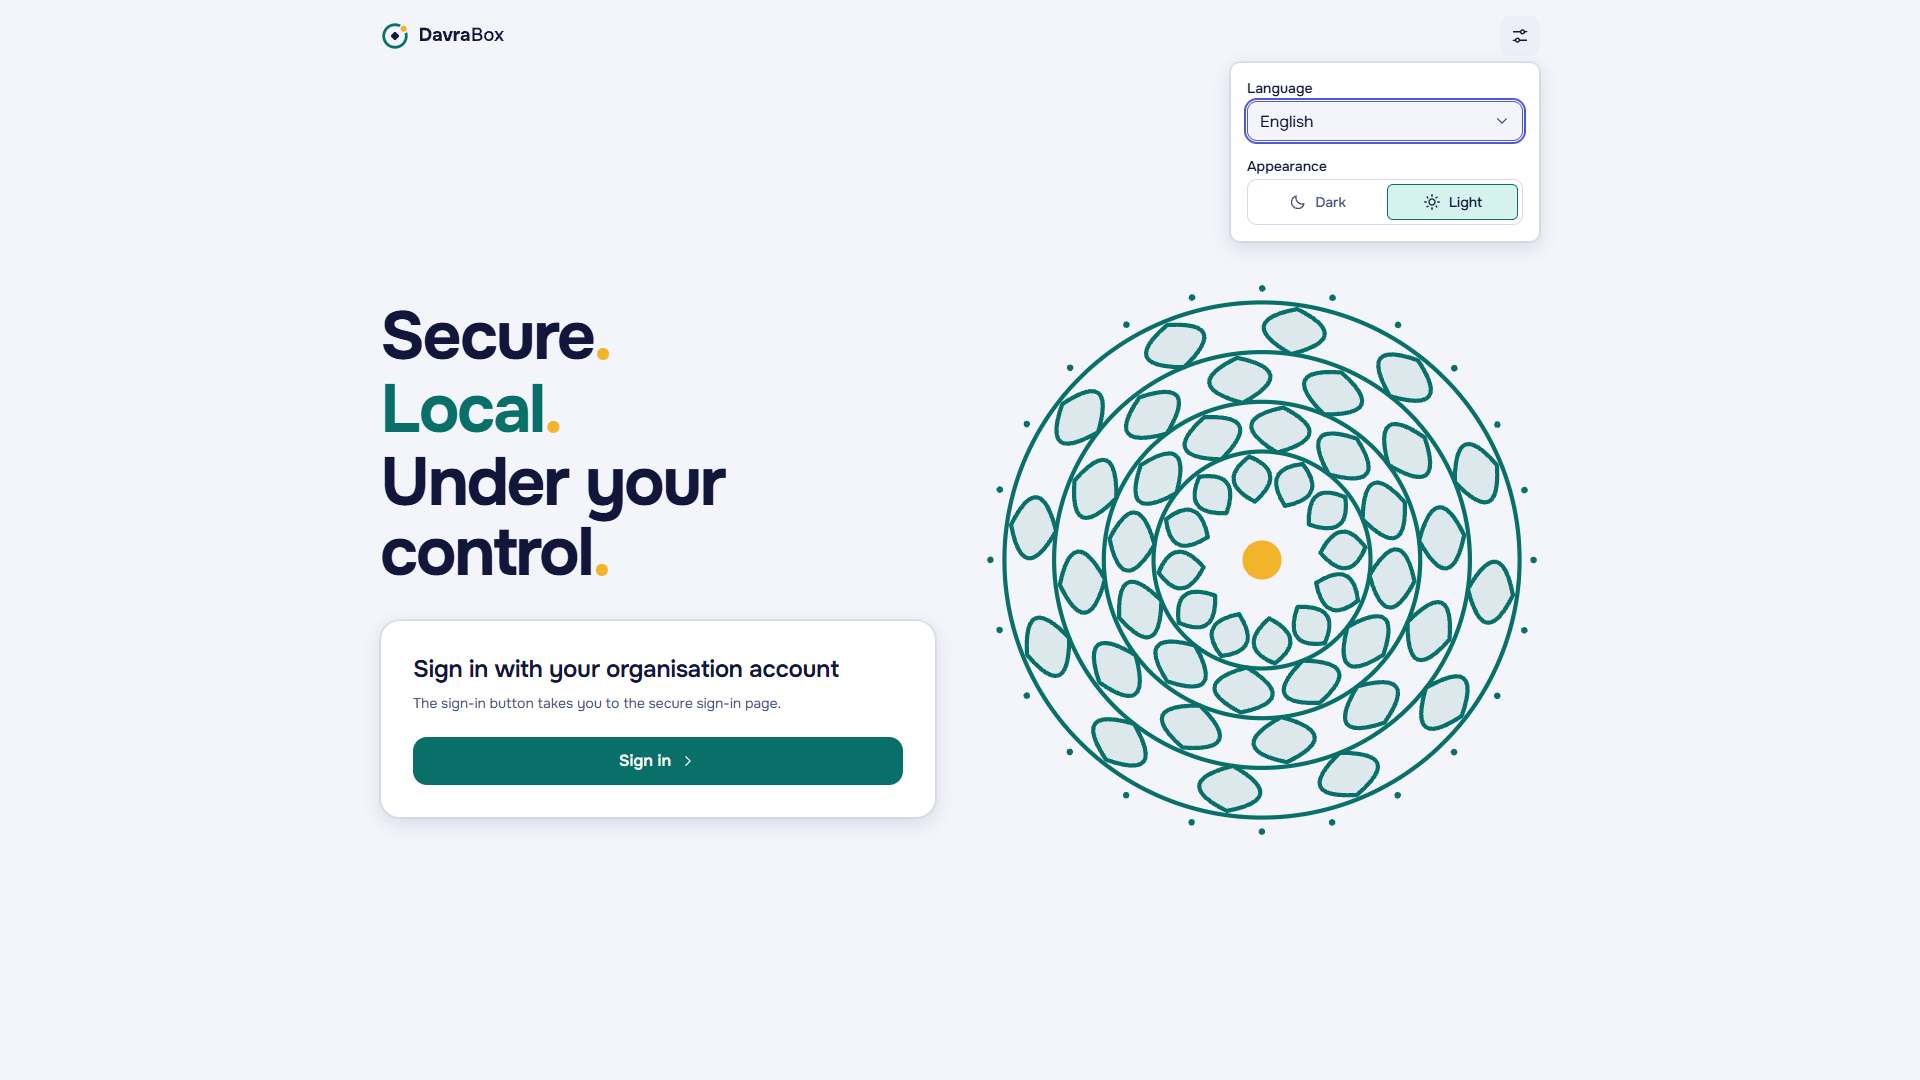 DavraBox
Language
English
Appearance
Dark
Light
Secure.
Local.
Under your
control.
Sign in with your organisation account
The sign-in button takes you to the secure sign-in page.
Sign in